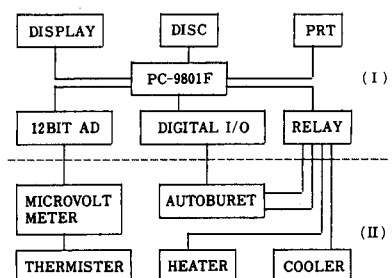 DISPLAY DISC PRT
PC-9801F (I)
12BIT AD DIGITAL I/O RELAY
MICROVOLT
METER AUTOBURET
(II)
THERMISTER HEATER COOLER